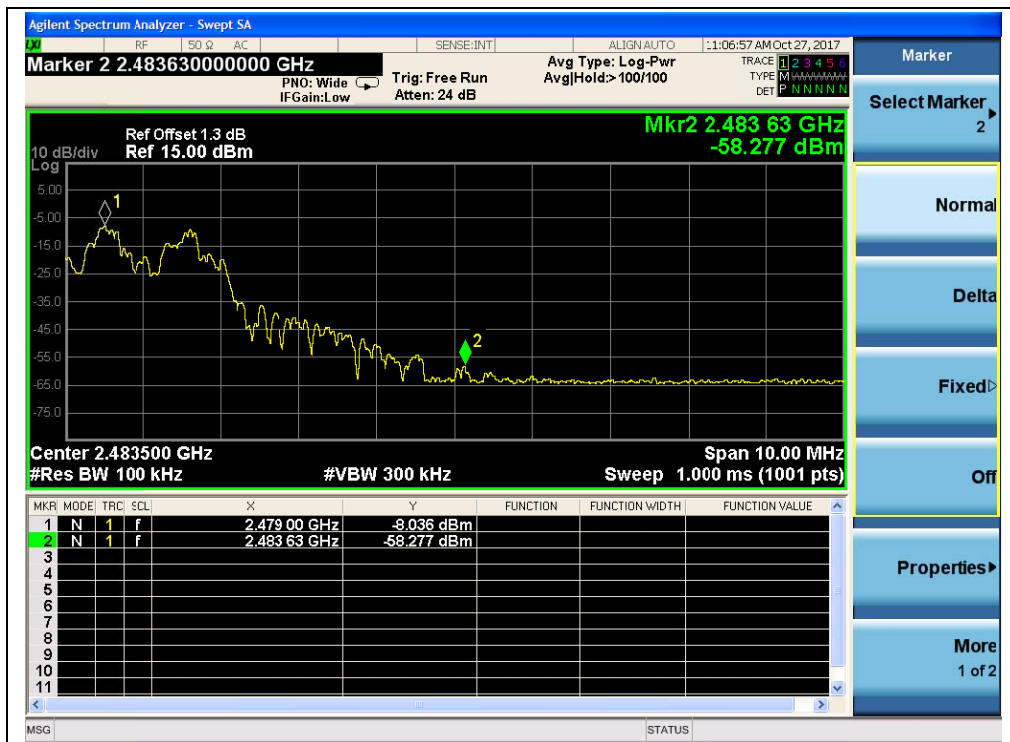 Agilent Spectrum Analyzer - Swept SA
LXI RF 50 Ω AC SENSE:INT ALIGN AUTO 11:06:57 AM Oct 27, 2017
Marker 2 2.483630000000 GHz
PNO: Wide
IFGain:Low
Trig: Free Run
Atten: 24 dB
Avg Type: Log-Pwr
Avg|Hold:>100/100
TRACE 1 2 3 4 5 6
TYPE M
DET P N N N N N
Ref Offset 1.3 dB
10 dB/div Ref 15.00 dBm
Log
Mkr2 2.483 63 GHz
-58.277 dBm
5.00
-5.00
-15.0
-25.0
-35.0
-45.0
-55.0
-65.0
-75.0
1
2
Center 2.483500 GHz Span 10.00 MHz
#Res BW 100 kHz #VBW 300 kHz Sweep 1.000 ms (1001 pts)
MKR MODE TRC SCL X Y FUNCTION FUNCTION WIDTH FUNCTION VALUE
1 N 1 f 2.479 00 GHz -8.036 dBm
2 N 1 f 2.483 63 GHz -58.277 dBm
3
4
5
6
7
8
9
10
11
MSG STATUS
Marker
Select Marker
2
Normal
Delta
Fixed
Off
Properties
More
1 of 2